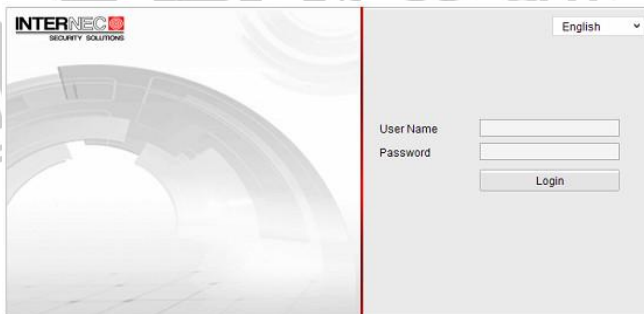 INTERNEC
SECURITY SOLUTIONS
English
User Name
Password
Login